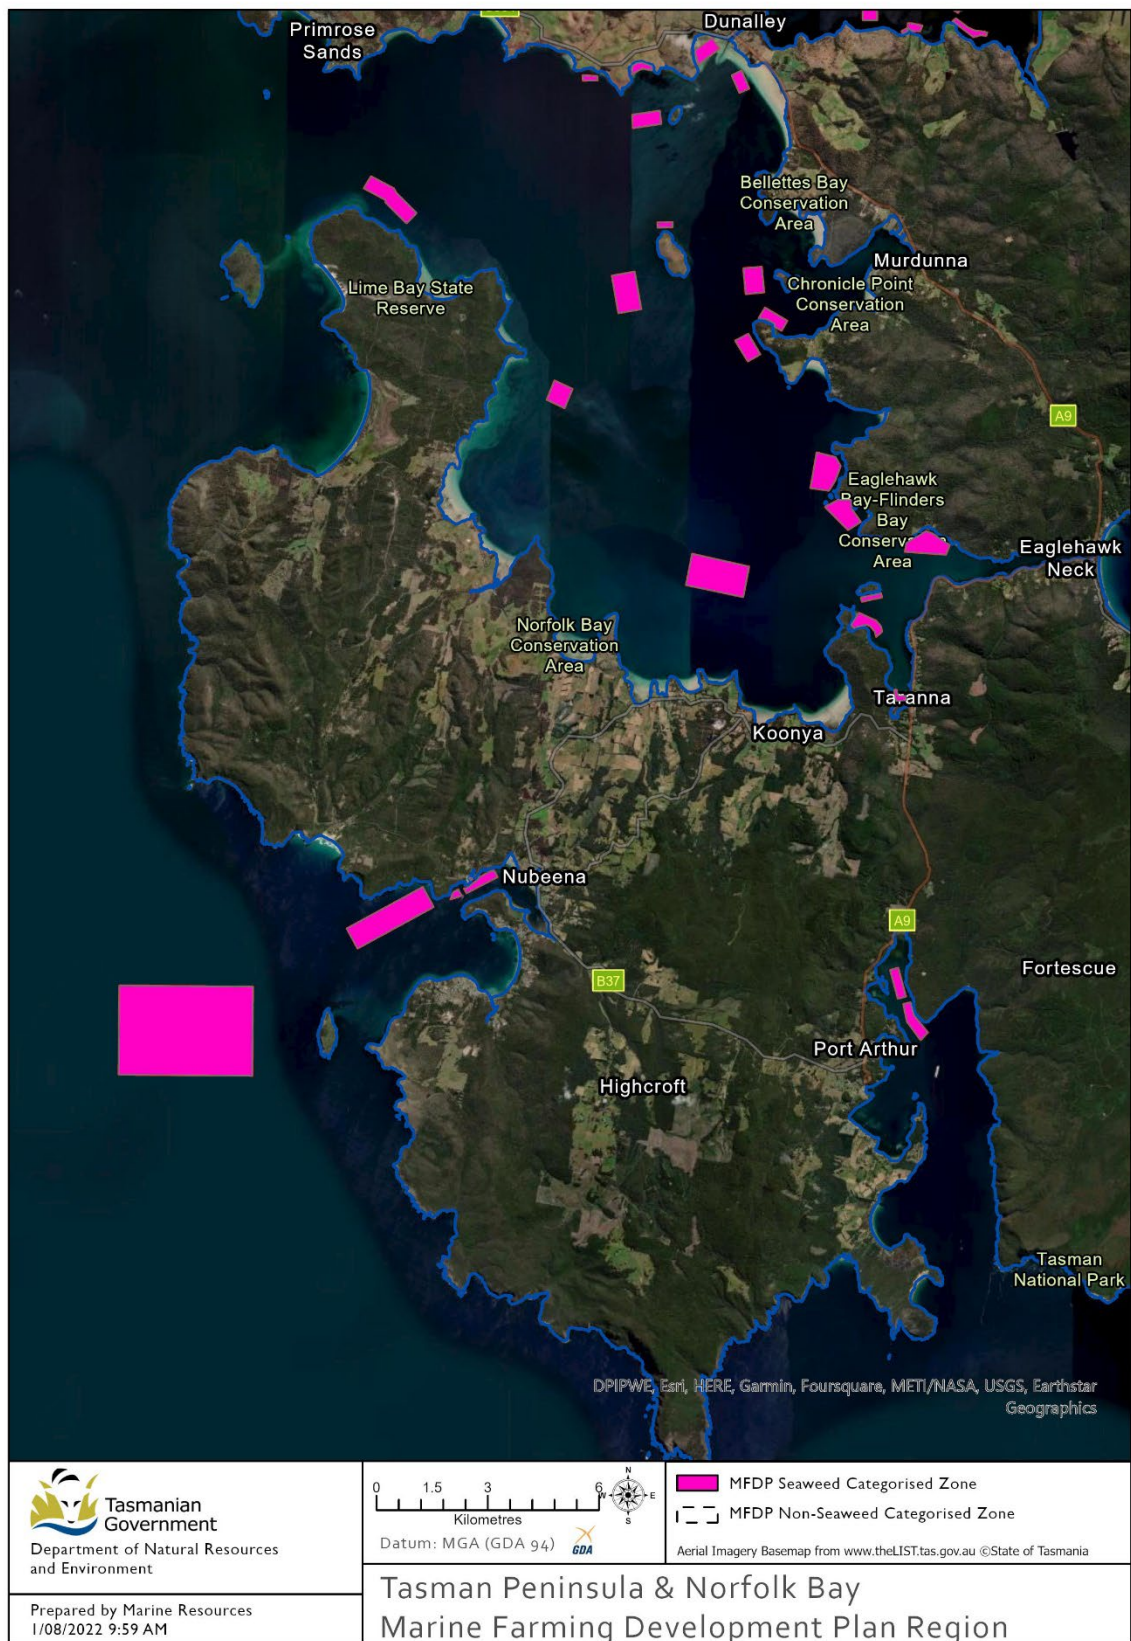 Primrose
Sands
Dunalley
Bellettes Bay
Conservation
Area
Murdunna
Lime Bay State
Reserve
Chronicle Point
Conservation
Area
A9
Eaglehawk
Bay-Flinders
Bay
Area
Eaglehawk
Neck
Norfolk Bay
Conservation
Area
Koonya
Nubeena
A9
B37
Fortescue
Port Arthur
Highcroft
Tasman
National Park
DPIPWE, Esri, HERE, Garmin, Foursquare, METI/NASA, USGS, Earthstar
Geographics
Tasmanian
Government
Department of Natural Resources
and Environment
Prepared by Marine Resources
1/08/2022 9:59 AM
0 1.5 3 6
Kilometres
Datum: MGA (GDA 94)
GDA
N
W E
S
MFDP Seaweed Categorised Zone
MFDP Non-Seaweed Categorised Zone
Aerial Imagery Basemap from www.theLIST.tas.gov.au ©State of Tasmania
Tasman Peninsula & Norfolk Bay
Marine Farming Development Plan Region